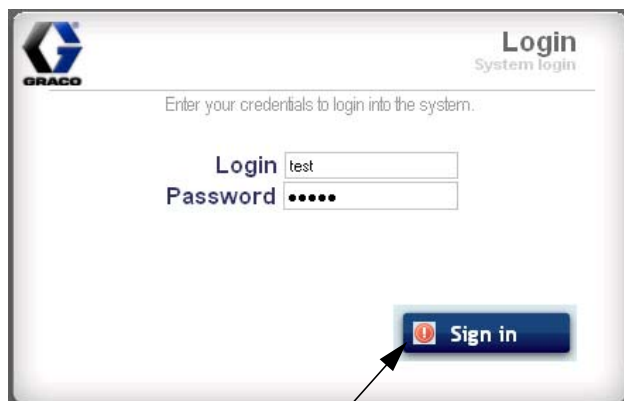 GRACO
Login
System login
Enter your credentials to login into the system.
Login test
Password •••••
Sign in